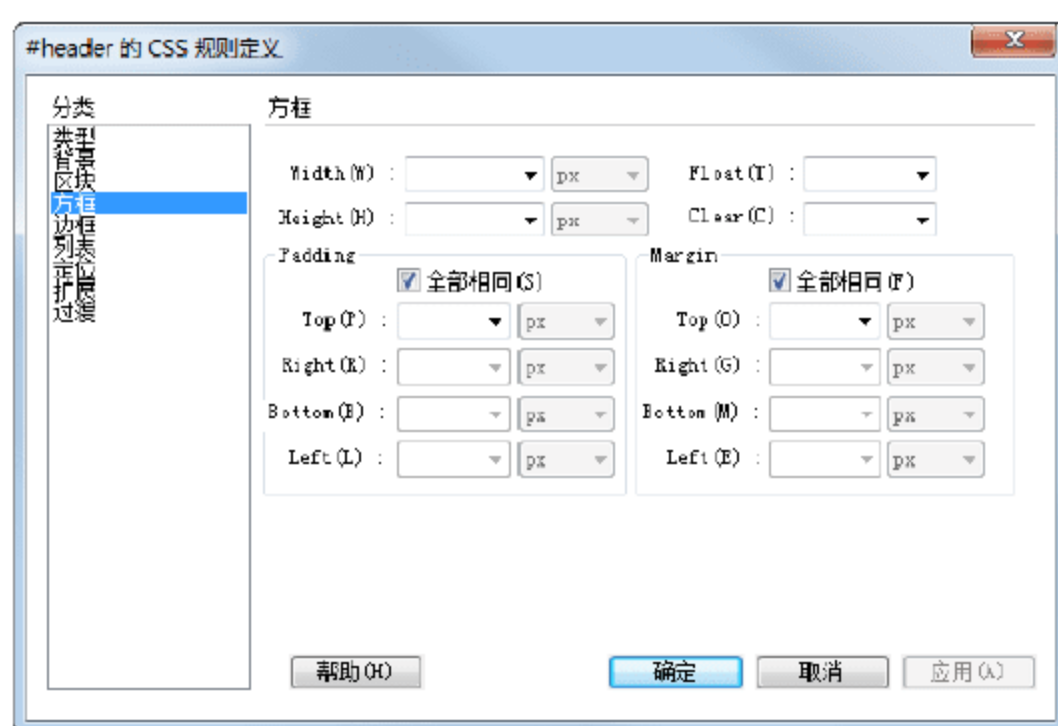 #header 的 CSS 规则定义
分类
类型
背景
区块
方框
边框
列表
定位
扩展
过渡
方框
Width(W) : px Float(T) :
Height(H) : px Clear(C) :
Padding
全部相同(S)
Top(P) : px
Right(R) : px
Bottom(B) : px
Left(L) : px
Margin
全部相同(F)
Top(O) : px
Right(G) : px
Bottom(M) : px
Left(E) : px
帮助(H) 确定 取消 应用(A)